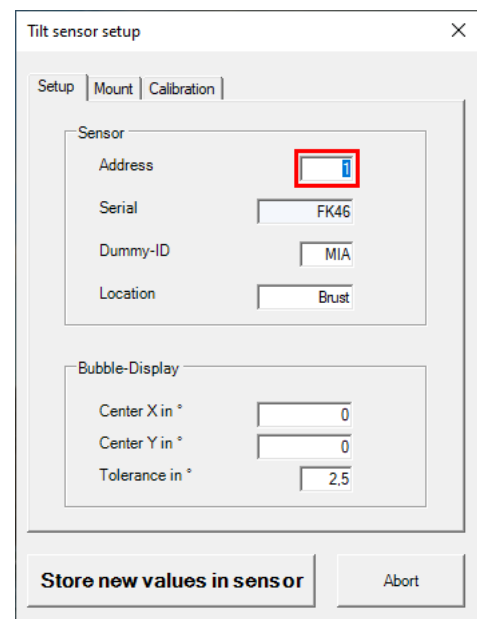 Tilt sensor setup
Setup Mount Calibration
Sensor
Address 1
Serial FK46
Dummy-ID MIA
Location Brust
Bubble-Display
Center X in ° 0
Center Y in ° 0
Tolerance in ° 2,5
Store new values in sensor Abort